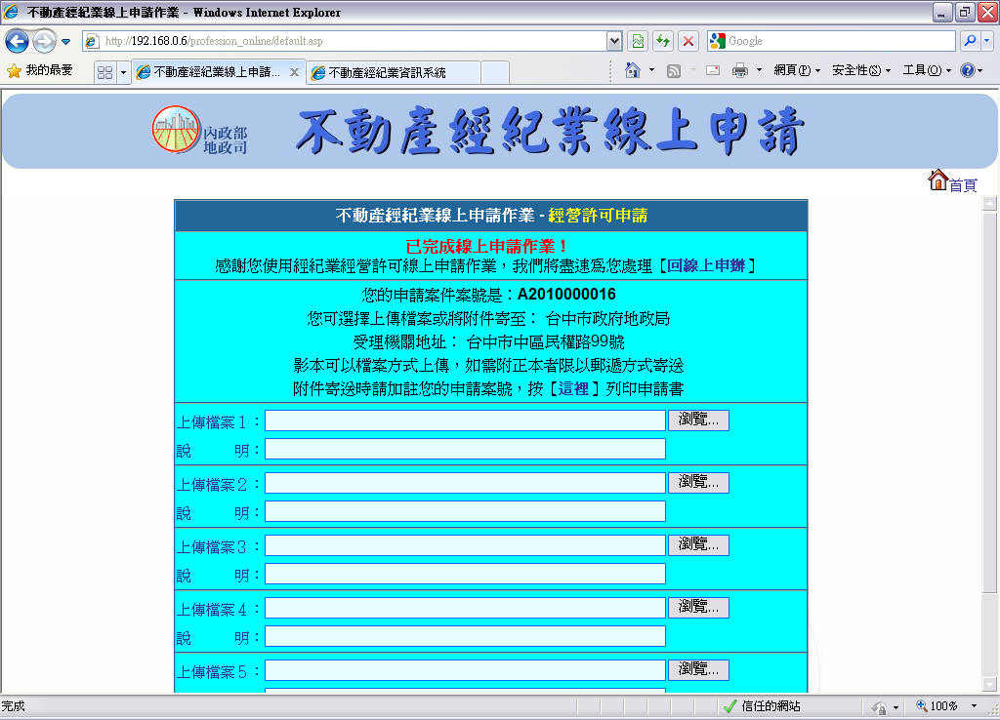 不動產經紀業線上申請作業 - Windows Internet Explorer
http://192.168.0.6/profession_online/default.asp
Google
我的最愛
不動產經紀業線上申請...
不動產經紀業資訊系統
網頁(P)
安全性(S)
工具(O)
內政部
地政司
不動產經紀業線上申請
首頁
不動產經紀業線上申請作業 - 經營許可申請
已完成線上申請作業！
感謝您使用經紀業經營許可線上申請作業，我們將盡速為您處理【回線上申辦】
您的申請案件案號是：A2010000016
您可選擇上傳檔案或將附件寄至： 台中市政府地政局
受理機關地址： 台中市中區民權路99號
影本可以檔案方式上傳，如需附正本者限以郵遞方式寄送
附件寄送時請加註您的申請案號，按【這裡】列印申請書
上傳檔案１： 瀏覽...
說　　明：
上傳檔案２： 瀏覽...
說　　明：
上傳檔案３： 瀏覽...
說　　明：
上傳檔案４： 瀏覽...
說　　明：
上傳檔案５： 瀏覽...
完成
信任的網站
100%